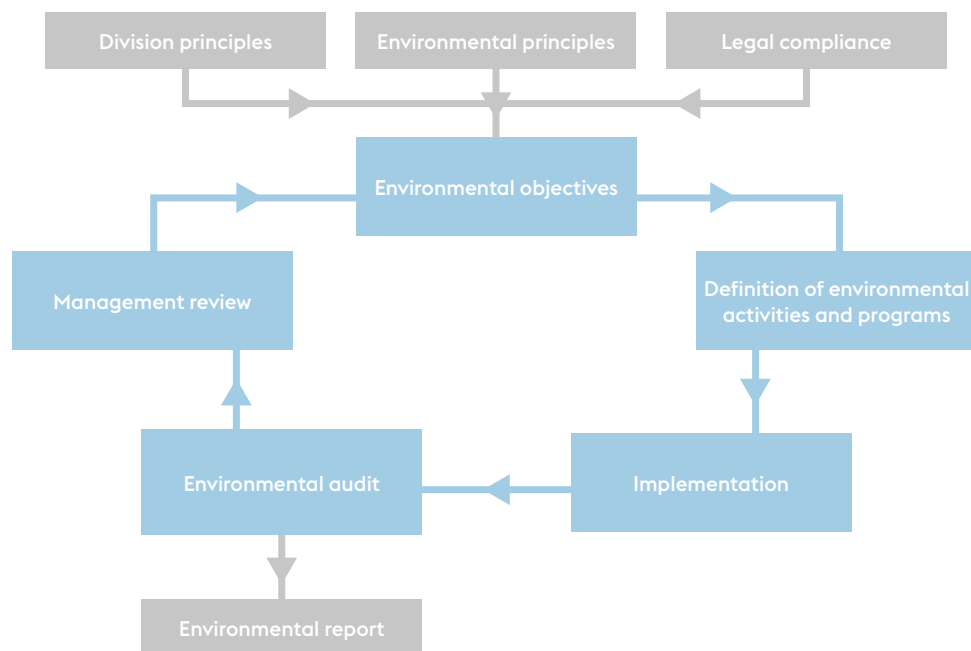 Division principles
Environmental principles
Legal compliance
Environmental objectives
Management review
Definition of environmental
activities and programs
Environmental audit
Implementation
Environmental report